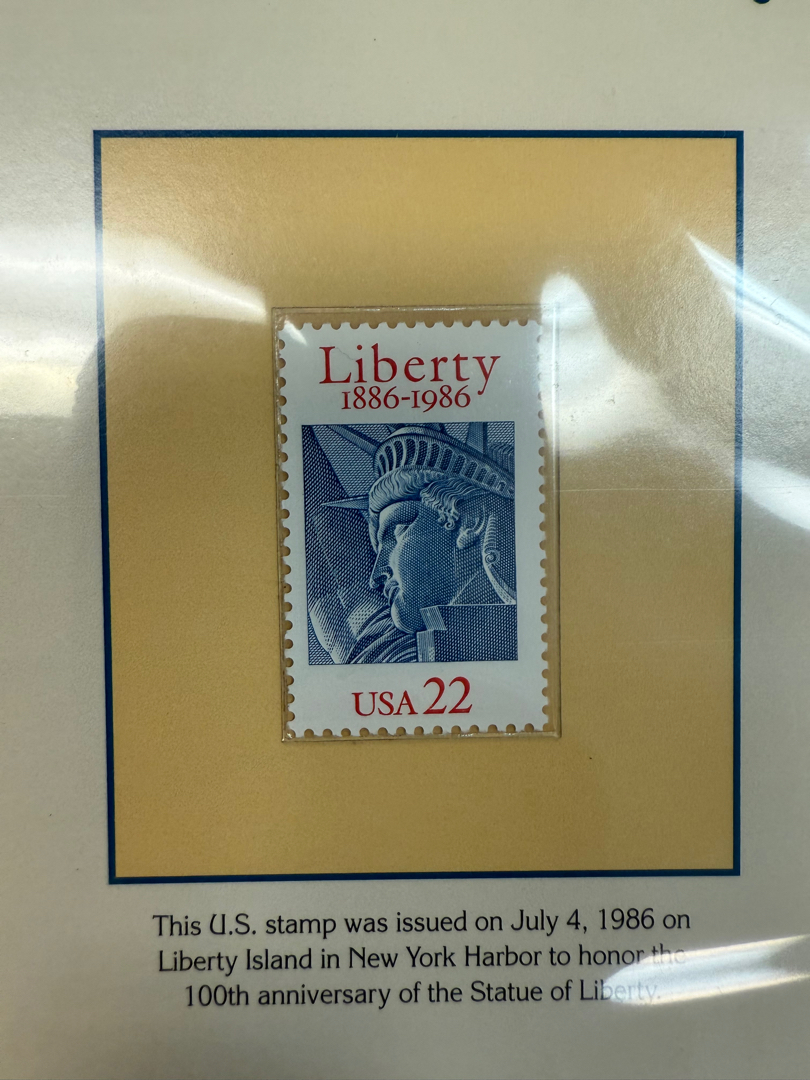 Liberty
1886-1986
USA 22
This U.S. stamp was issued on July 4, 1986 on
Liberty Island in New York Harbor to honor the
100th anniversary of the Statue of Liberty.